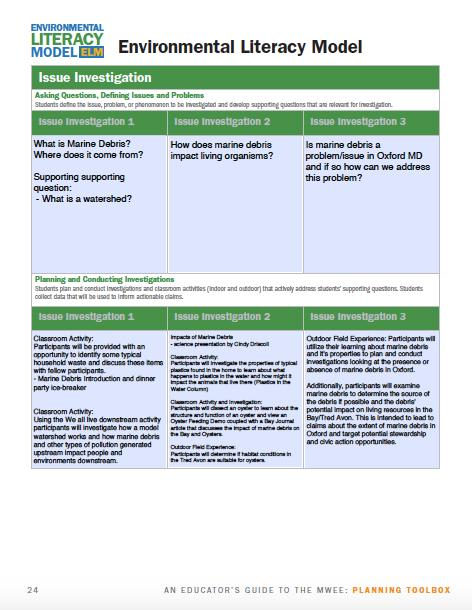 ENVIRONMENTAL
LITERACY
MODEL ELM
Environmental Literacy Model
Issue Investigation
Asking Questions, Defining Issues and Problems
Students define the issue, problem, or phenomenon to be investigated and develop supporting questions that are relevant for investigation.
Issue Investigation 1
Issue Investigation 2
Issue Investigation 3
What is Marine Debris?
Where does it come from?
Supporting supporting
question:
- What is a watershed?
How does marine debris
impact living organisms?
Is marine debris a
problem/issue in Oxford MD
and if so how can we address
this problem?
Planning and Conducting Investigations
Students plan and conduct investigations and classroom activities (indoor and outdoor) that actively address students' supporting questions. Students
collect data that will be used to inform actionable claims.
Issue Investigation 1
Issue Investigation 2
Issue Investigation 3
Classroom Activity:
Participants will be provided with an
opportunity to identify some typical
household waste and discuss these items
with fellow participants.
- Marine Debris Introduction and dinner
party ice-breaker
Classroom Activity:
Using the We all live downstream activity
participants will investigate how a model
watershed works and how marine debris
and other types of pollution generated
upstream impact people and
environments downstream.
Impacts of Marine Debris
- science presentation by Cindy Driscoll
Classroom Activity:
Participants will investigate the properties of typical
plastics found in the home to learn about what
happens to plastics in the water and how might it
impact the animals that live there (Plastics in the
Water Column)
Classroom Activity and Investigation:
Participants will dissect an oyster to learn about the
structure and function of an oyster and view an
Oyster Feeding Demo coupled with a Bay Journal
article that discusses the impact of marine debris on
the Bay and Oysters.
Outdoor Field Experience:
Participants will determine if habitat conditions in
the Tred Avon are suitable for oysters.
Outdoor Field Experience: Participants will
utilize their learning about marine debris
and it's properties to plan and conduct
investigations looking at the presence or
absence of marine debris in Oxford.
Additionally, participants will examine
marine debris to determine the source of
the debris if possible and the debris'
potential impact on living resources in the
Bay/Tred Avon. This is intended to lead to
claims about the extent of marine debris in
Oxford and target potential stewardship
and civic action opportunities.
24
AN EDUCATOR'S GUIDE TO THE MWEE: PLANNING TOOLBOX